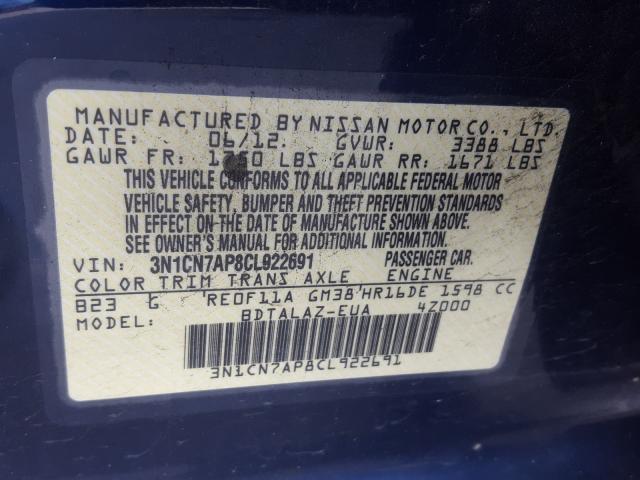 MANUFACTURED BY NISSAN MOTOR CO., LTD.
DATE: 06/12. GVWR: 3388 LBS
GAWR FR: LBS GAWR RR: 1671 LBS
THIS VEHICLE CONFORMS TO ALL APPLICABLE FEDERAL MOTOR
VEHICLE SAFETY, BUMPER AND THEFT PREVENTION STANDARDS
IN EFFECT ON THE DATE OF MANUFACTURE SHOWN ABOVE.
SEE OWNER'S MANUAL FOR ADDITIONAL INFORMATION.
VIN: 3N1CN7AP8CL922691 PASSENGER CAR.
COLOR TRIM TRANS AXLE ENGINE
B23 G RE0F11A GM38 HR16DE 1598 CC
MODEL: BDTALAZ-EUA 4Z000
3N1CN7AP8CL922691